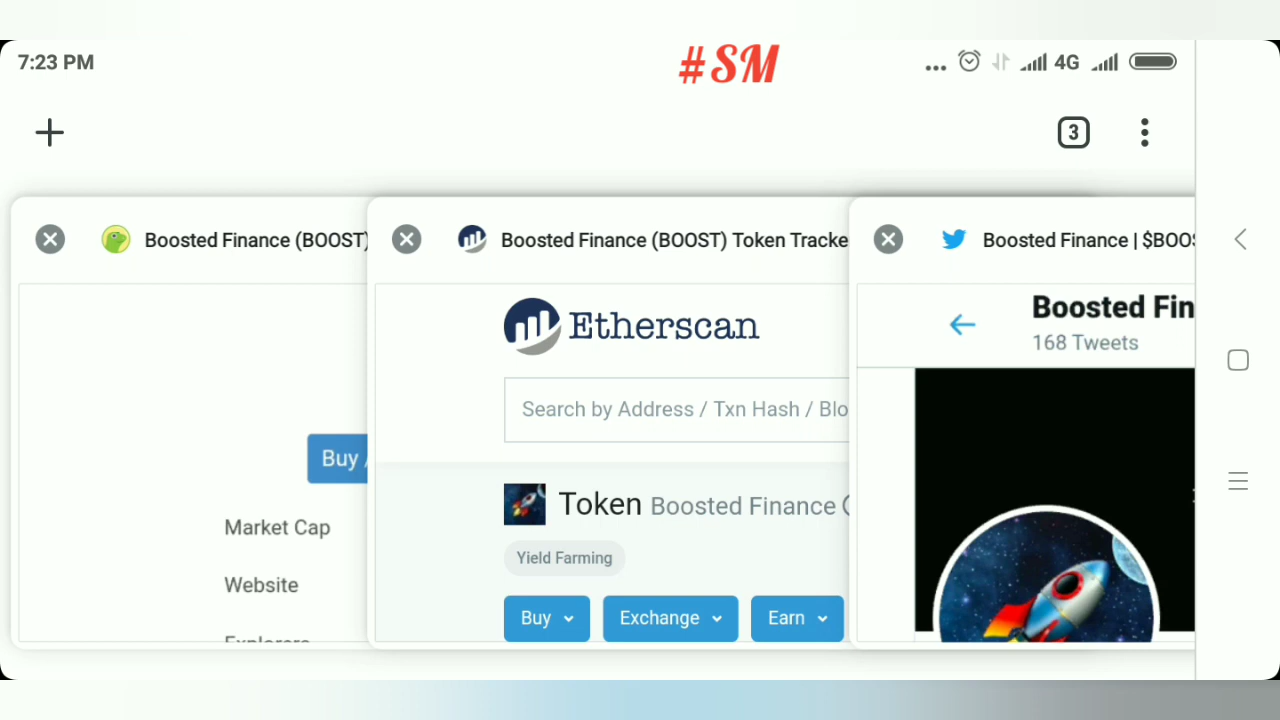 7:23 PM
#SM
4G
3
Boosted Finance (BOOST)
Boosted Finance (BOOST) Token Tracke
Boosted Finance | $BOO
Etherscan
Boosted Fin
168 Tweets
Search by Address / Txn Hash / Blo
Buy
Token Boosted Finance
Market Cap
Yield Farming
Website
Buy
Exchange
Earn